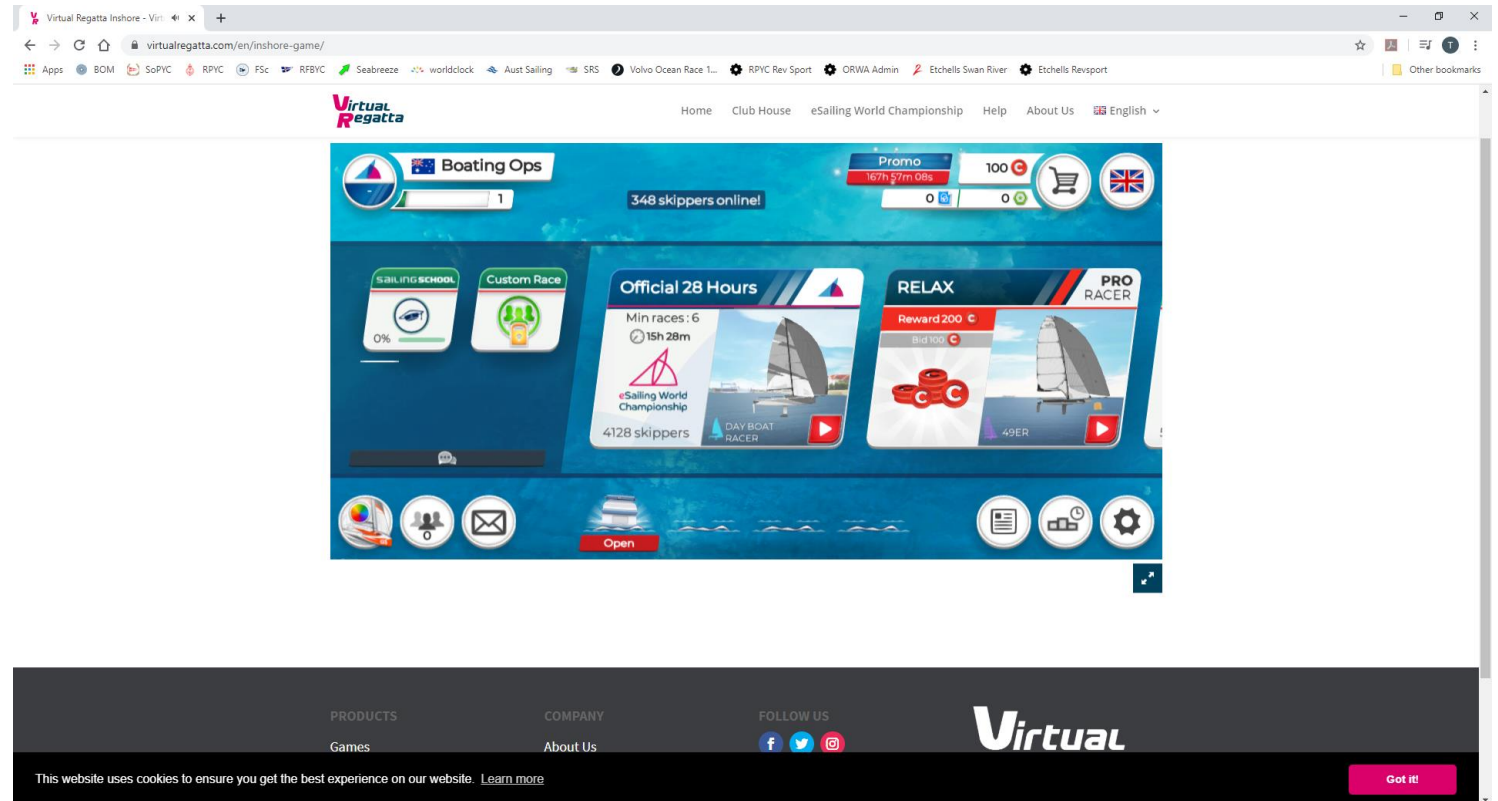 Virtual Regatta Inshore - Virt
virtualregatta.com/en/inshore-game/
T
Apps BOM SoPYC RPYC FSc RFBYC Seabreeze worldclock Aust Sailing SRS Volvo Ocean Race 1... RPYC Rev Sport ORWA Admin Etchells Swan River Etchells Revsport Other bookmarks
Virtual
Regatta
Home Club House eSailing World Championship Help About Us English
Boating Ops
1
348 skippers online!
Promo
167h 57m 08s
100 C
0 0
SAILINGSCHOOL
0%
Custom Race
Official 28 Hours
Min races : 6
15h 28m
eSailing World
Championship
4128 skippers
DAY BOAT
RACER
RELAX
PRO
RACER
Reward 200 C
Bid 100 C
C C
49ER
0
Open
3
PRODUCTS COMPANY FOLLOW US
Games About Us
Virtual
This website uses cookies to ensure you get the best experience on our website. Learn more
Got it!